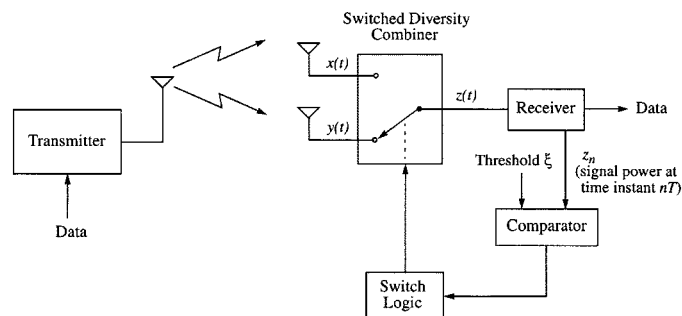 Switched Diversity
Combiner
x(t)
y(t)
z(t)
Receiver
Data
Transmitter
Data
Threshold ξ
z_n
(signal power at
time instant nT)
Comparator
Switch
Logic